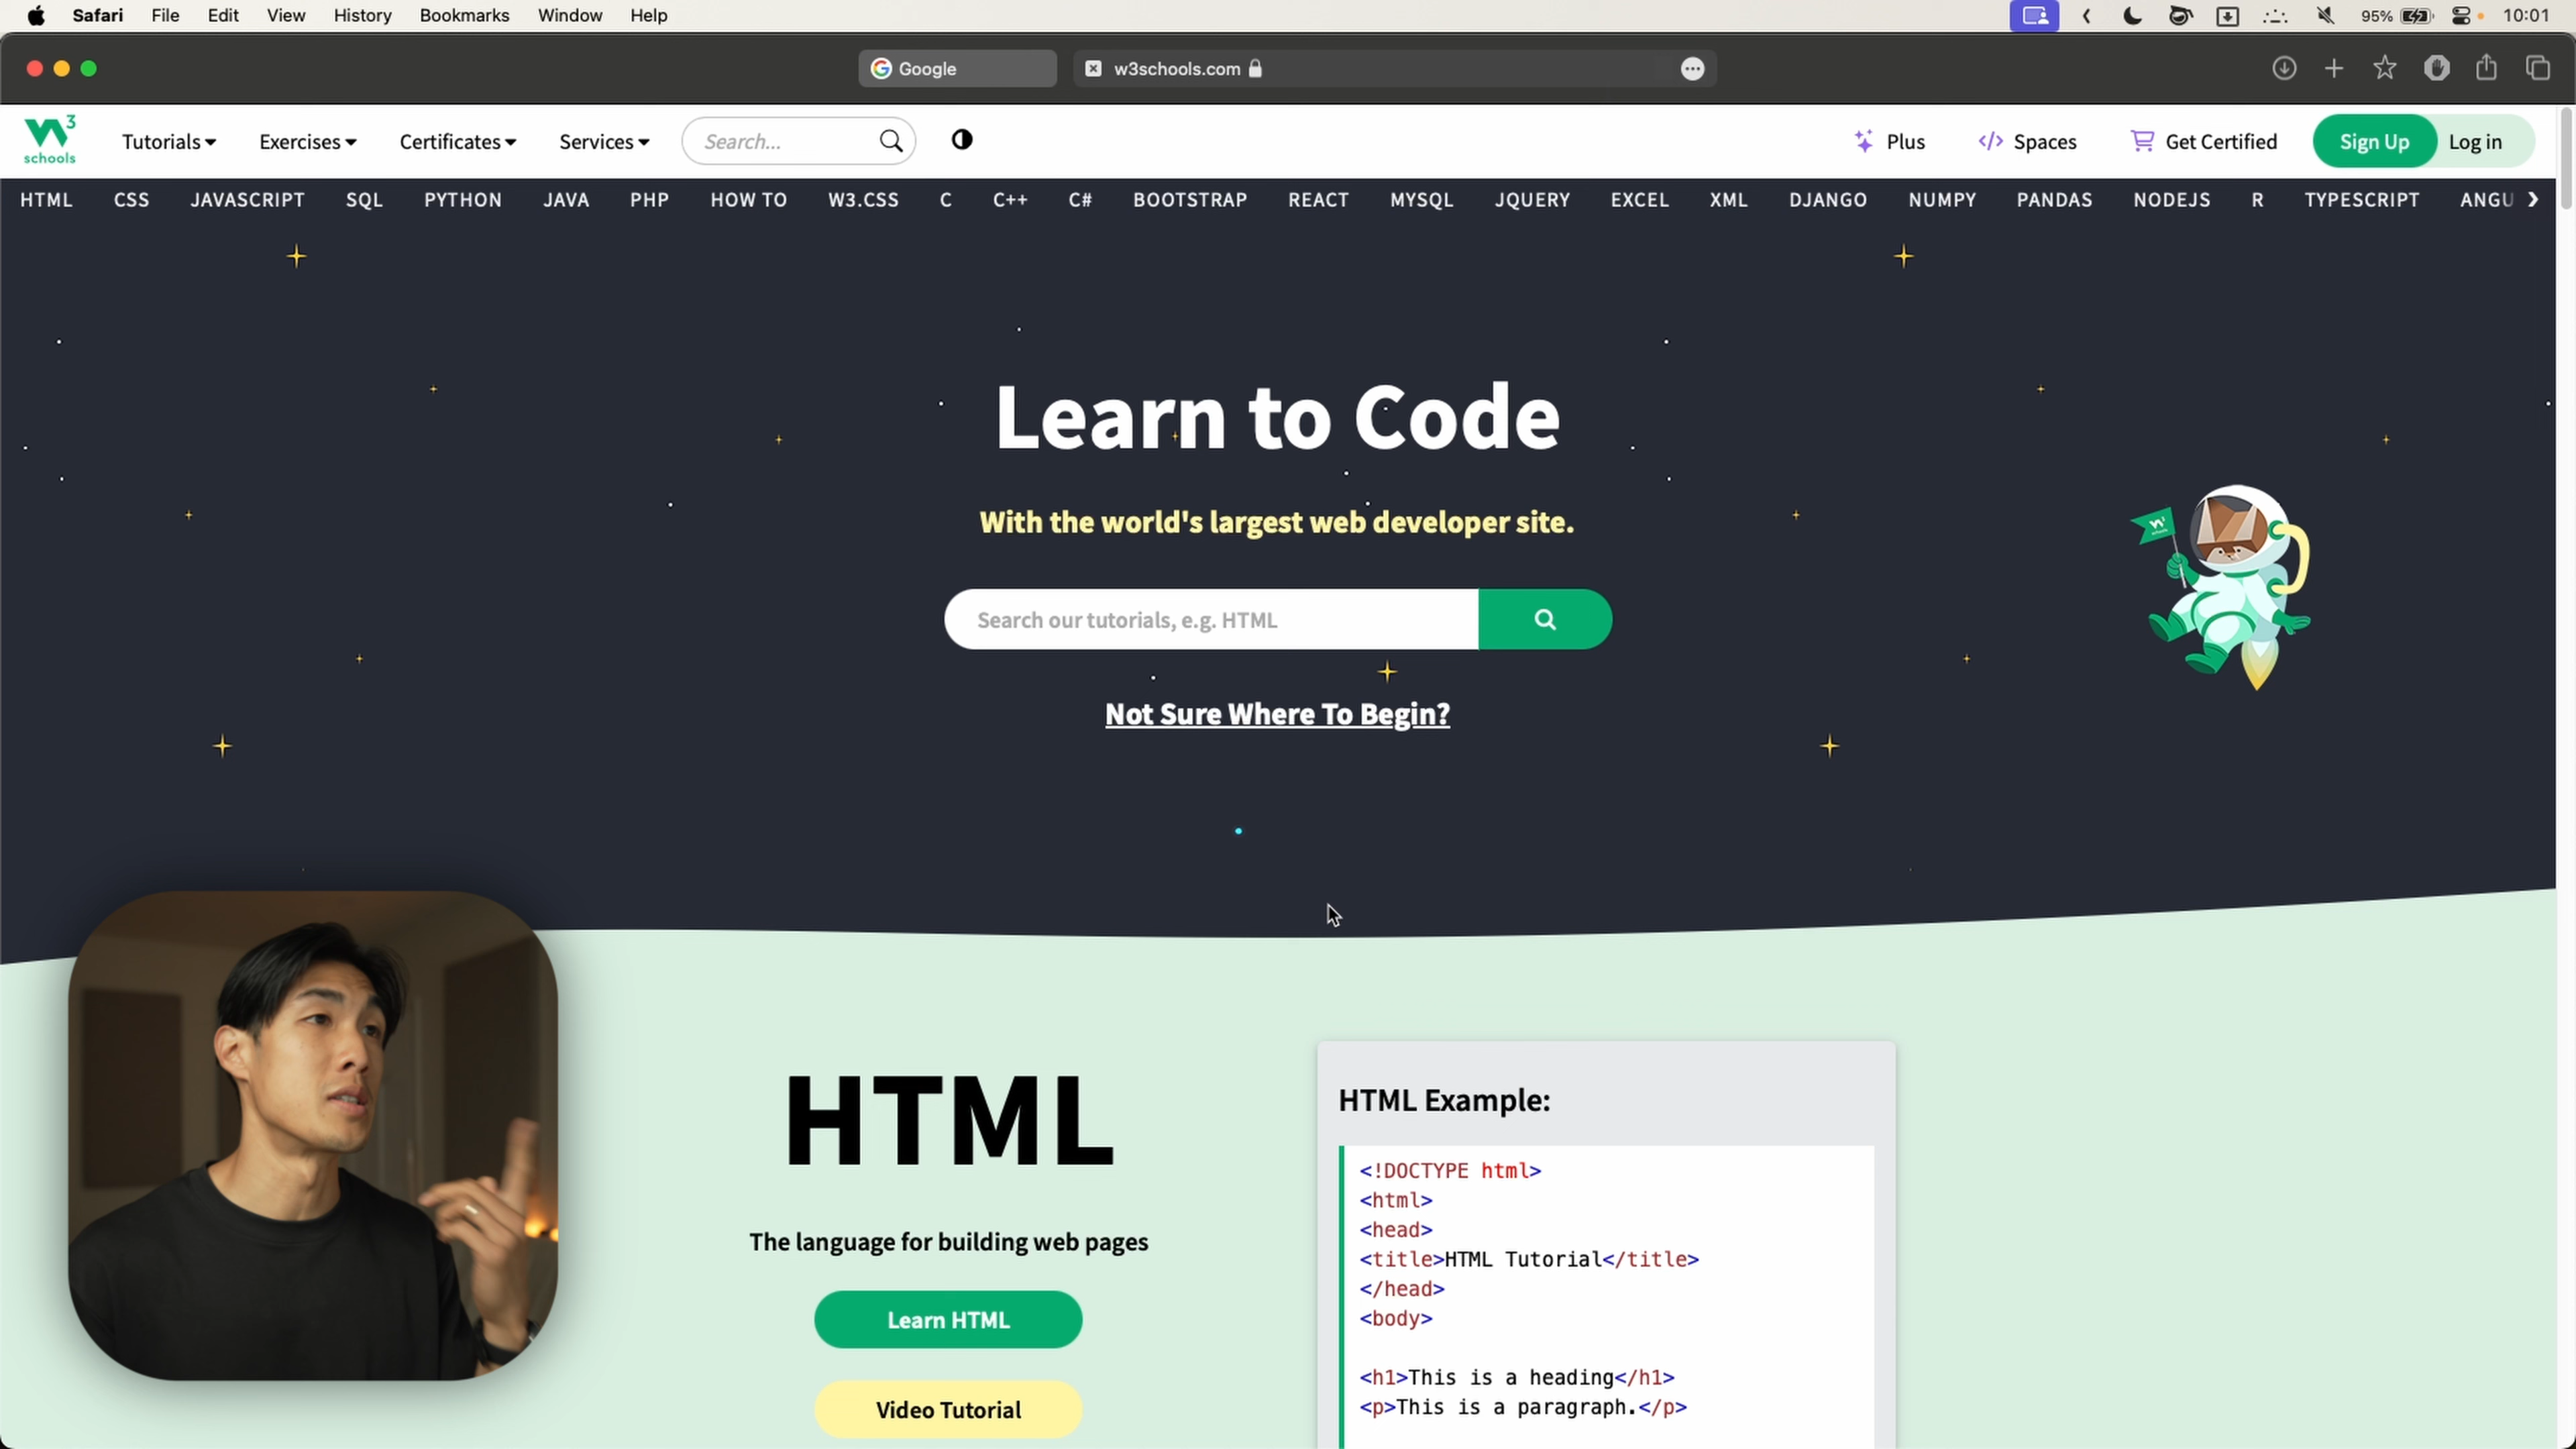 Safari File Edit View History Bookmarks Window Help 95% 10:01
Google w3schools.com
W3 schools Tutorials Exercises Certificates Services Search... Plus Spaces Get Certified Sign Up Log in
HTML CSS JAVASCRIPT SQL PYTHON JAVA PHP HOW TO W3.CSS C C++ C# BOOTSTRAP REACT MYSQL JQUERY EXCEL XML DJANGO NUMPY PANDAS NODEJS R TYPESCRIPT ANGU
Learn to Code
With the world's largest web developer site.
Search our tutorials, e.g. HTML
Not Sure Where To Begin?
HTML
The language for building web pages
Learn HTML
Video Tutorial
HTML Example:
<!DOCTYPE html>
<html>
<head>
<title>HTML Tutorial</title>
</head>
<body>
<h1>This is a heading</h1>
<p>This is a paragraph.</p>